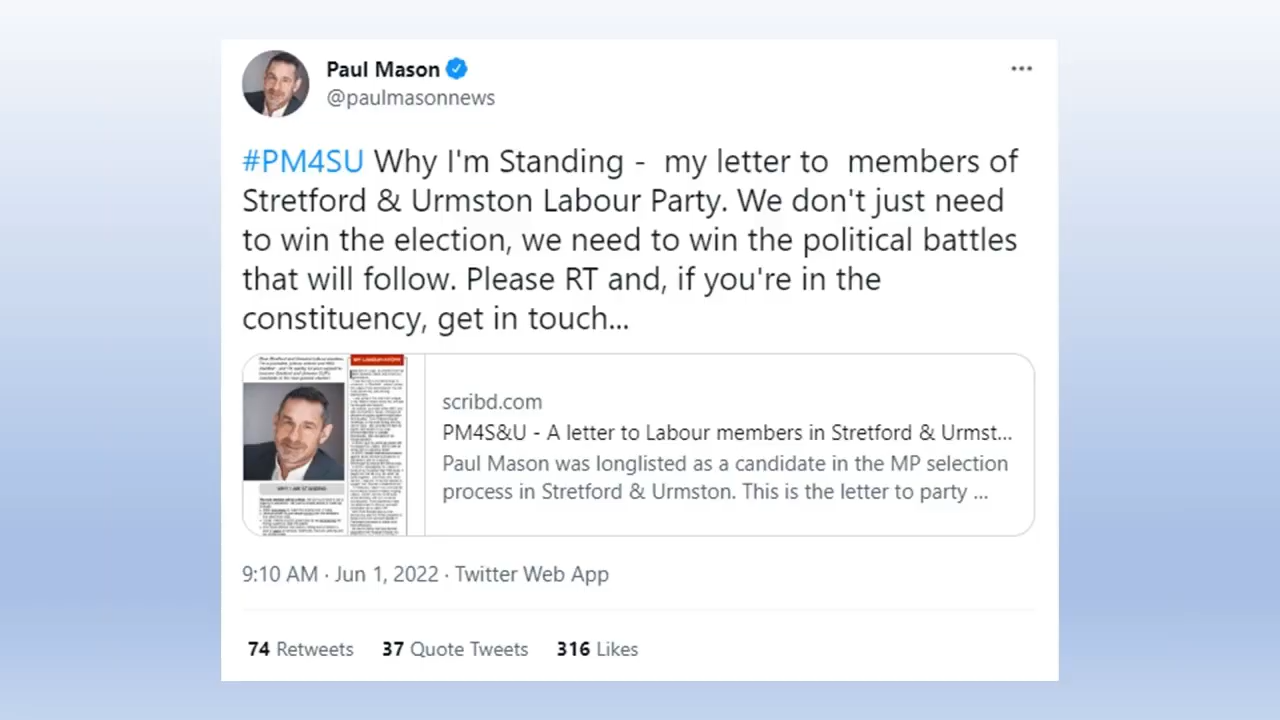 Paul Mason
@paulmasonnews
#PM4SU Why I'm Standing - my letter to members of
Stretford & Urmston Labour Party. We don't just need
to win the election, we need to win the political battles
that will follow. Please RT and, if you're in the
constituency, get in touch...
scribd.com
PM4S&U - A letter to Labour members in Stretford & Urmst...
Paul Mason was longlisted as a candidate in the MP selection
process in Stretford & Urmston. This is the letter to party ...
WHY I AM STANDING
9:10 AM · Jun 1, 2022 · Twitter Web App
74 Retweets 37 Quote Tweets 316 Likes